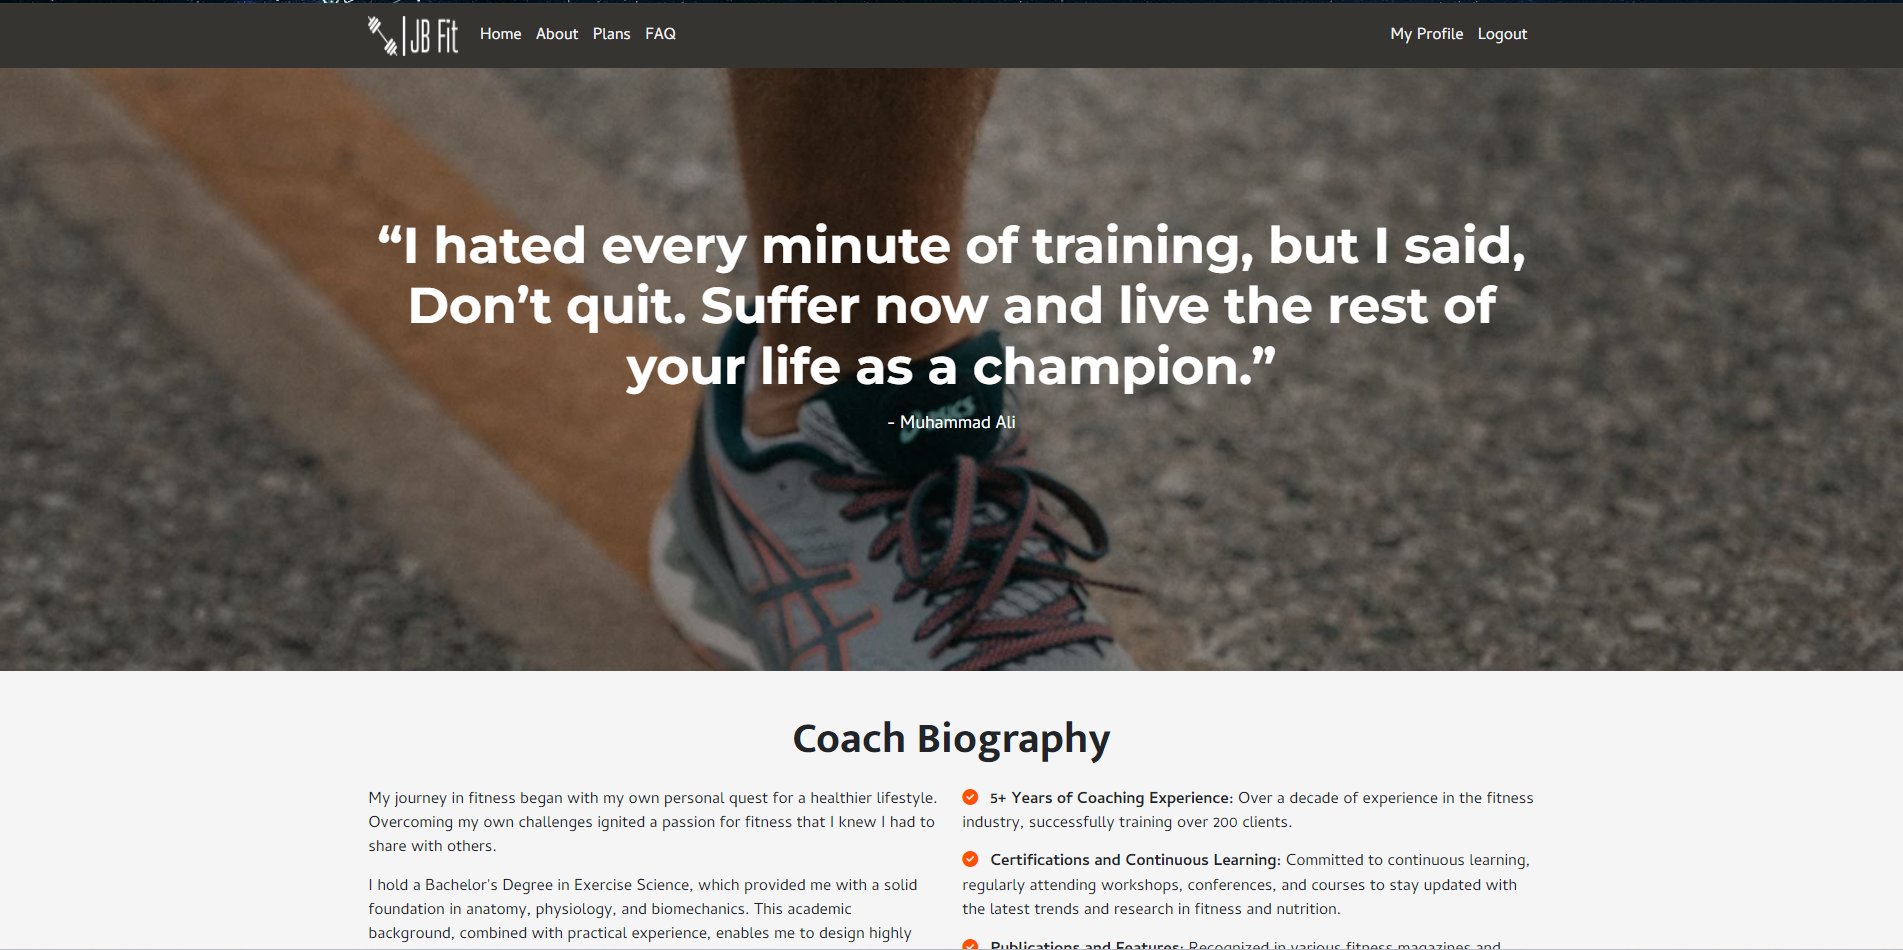 JB Fit Home About Plans FAQ My Profile Logout
“I hated every minute of training, but I said,
Don’t quit. Suffer now and live the rest of
your life as a champion.”
- Muhammad Ali
Coach Biography
My journey in fitness began with my own personal quest for a healthier lifestyle.
Overcoming my own challenges ignited a passion for fitness that I knew I had to
share with others.
I hold a Bachelor's Degree in Exercise Science, which provided me with a solid
foundation in anatomy, physiology, and biomechanics. This academic
background, combined with practical experience, enables me to design highly
5+ Years of Coaching Experience: Over a decade of experience in the fitness
industry, successfully training over 200 clients.
Certifications and Continuous Learning: Committed to continuous learning,
regularly attending workshops, conferences, and courses to stay updated with
the latest trends and research in fitness and nutrition.
Publications and Features: Recognized in various fitness magazines and